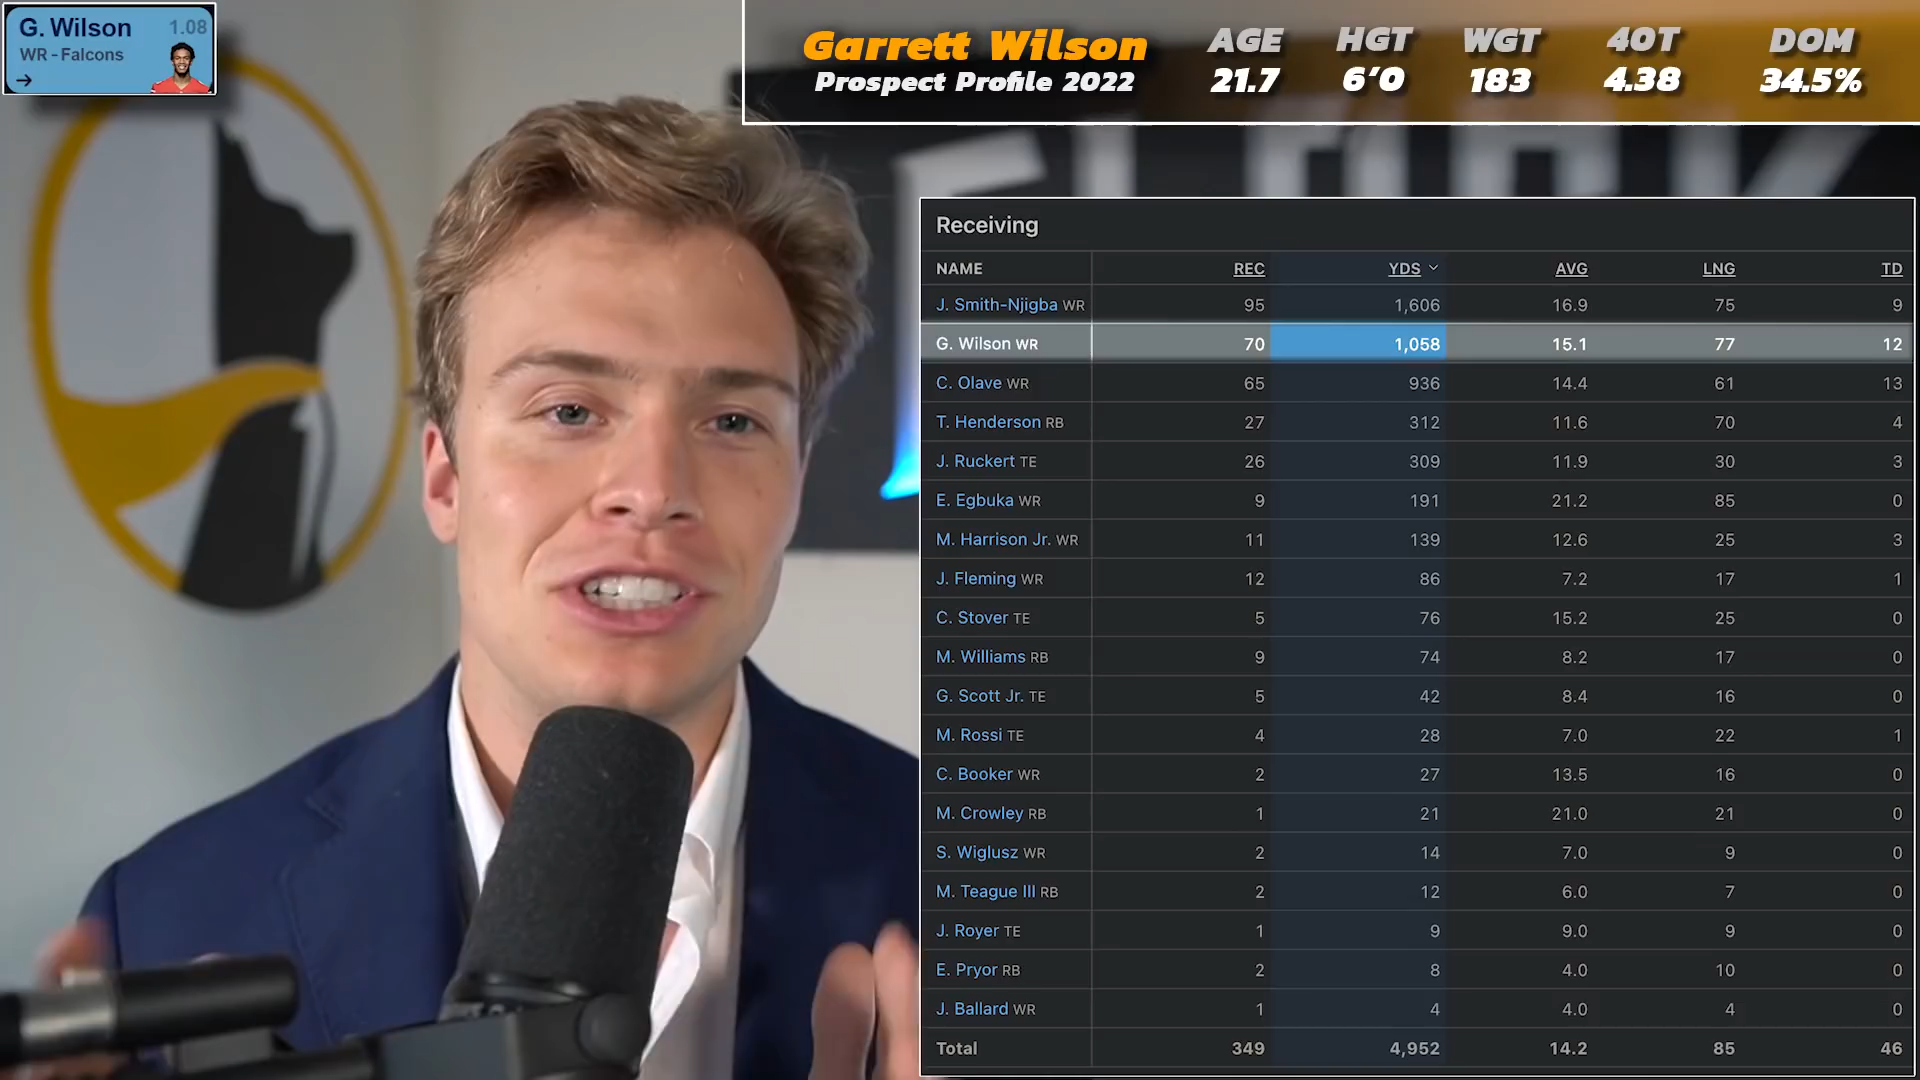 G. Wilson 1.08
WR - Falcons
→
Garrett Wilson
Prospect Profile 2022
AGE HGT WGT 40T DOM
21.7 6'0 183 4.38 34.5%
Receiving
NAME REC YDS AVG LNG TD
J. Smith-Njigba WR 95 1,606 16.9 75 9
G. Wilson WR 70 1,058 15.1 77 12
C. Olave WR 65 936 14.4 61 13
T. Henderson RB 27 312 11.6 70 4
J. Ruckert TE 26 309 11.9 30 3
E. Egbuka WR 9 191 21.2 85 0
M. Harrison Jr. WR 11 139 12.6 25 3
J. Fleming WR 12 86 7.2 17 1
C. Stover TE 5 76 15.2 25 0
M. Williams RB 9 74 8.2 17 0
G. Scott Jr. TE 5 42 8.4 16 0
M. Rossi TE 4 28 7.0 22 1
C. Booker WR 2 27 13.5 16 0
M. Crowley RB 1 21 21.0 21 0
S. Wiglusz WR 2 14 7.0 9 0
M. Teague III RB 2 12 6.0 7 0
J. Royer TE 1 9 9.0 9 0
E. Pryor RB 2 8 4.0 10 0
J. Ballard WR 1 4 4.0 4 0
Total 349 4,952 14.2 85 46